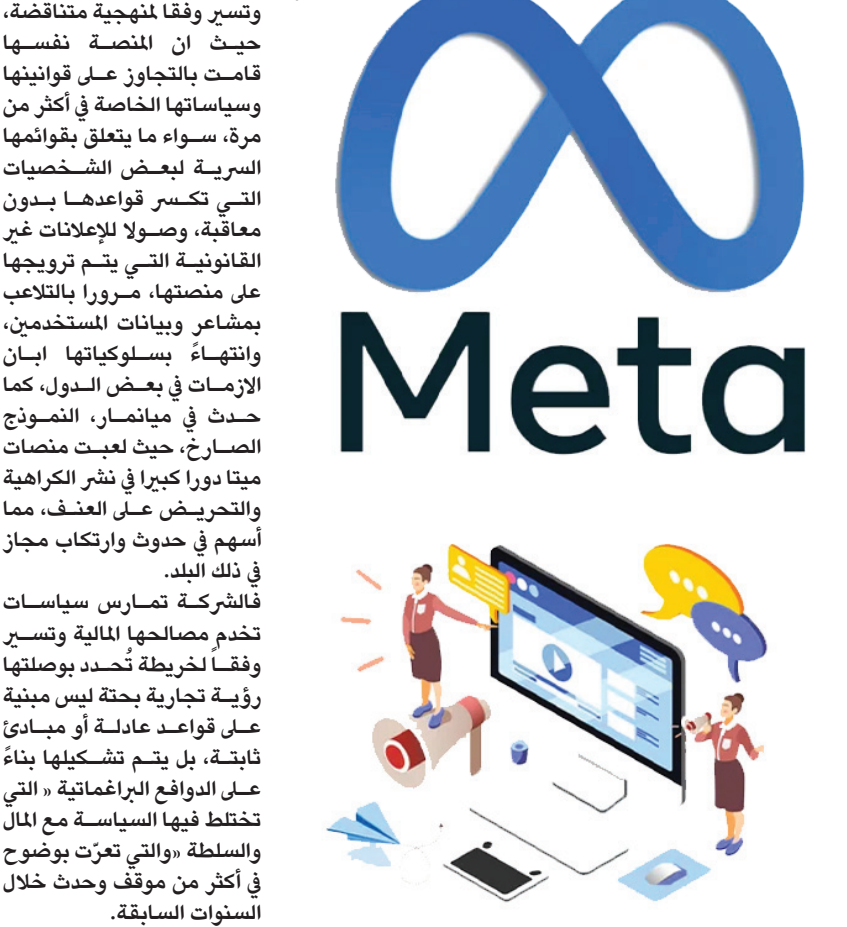 وتسير وفقا لمنهجية متناقضة،
حيث ان المنصة نفسها
قامت بالتجاوز على قوانينها
وسياساتها الخاصة في أكثر من
مرة، سواء ما يتعلق بقوائمها
السرية لبعض الشخصيات
التي تكسر قواعدها بدون
معاقبة، وصولا للإعلانات غير
القانونية التي يتم ترويجها
على منصتها، مرورا بالتلاعب
بمشاعر وبيانات المستخدمين،
وانتهاءً بسلوكياتها ابان
الازمات في بعض الدول، كما
حدث في ميانمار، النموذج
الصارخ، حيث لعبت منصات
ميتا دورا كبيرا في نشر الكراهية
والتحريض على العنف، مما
أسهم في حدوث وارتكاب مجاز
في ذلك البلد.
فالشركة تمارس سياسات
تخدم مصالحها المالية وتسير
وفقاً لخريطة تُحدد بوصلتها
رؤية تجارية بحتة ليس مبنية
على قواعد عادلة أو مبادئ
ثابتة، بل يتم تشكيلها بناءً
على الدوافع البراغماتية « التي
تختلط فيها السياسة مع المال
والسلطة «والتي تعرّت بوضوح
في أكثر من موقف وحدث خلال
السنوات السابقة.
Meta